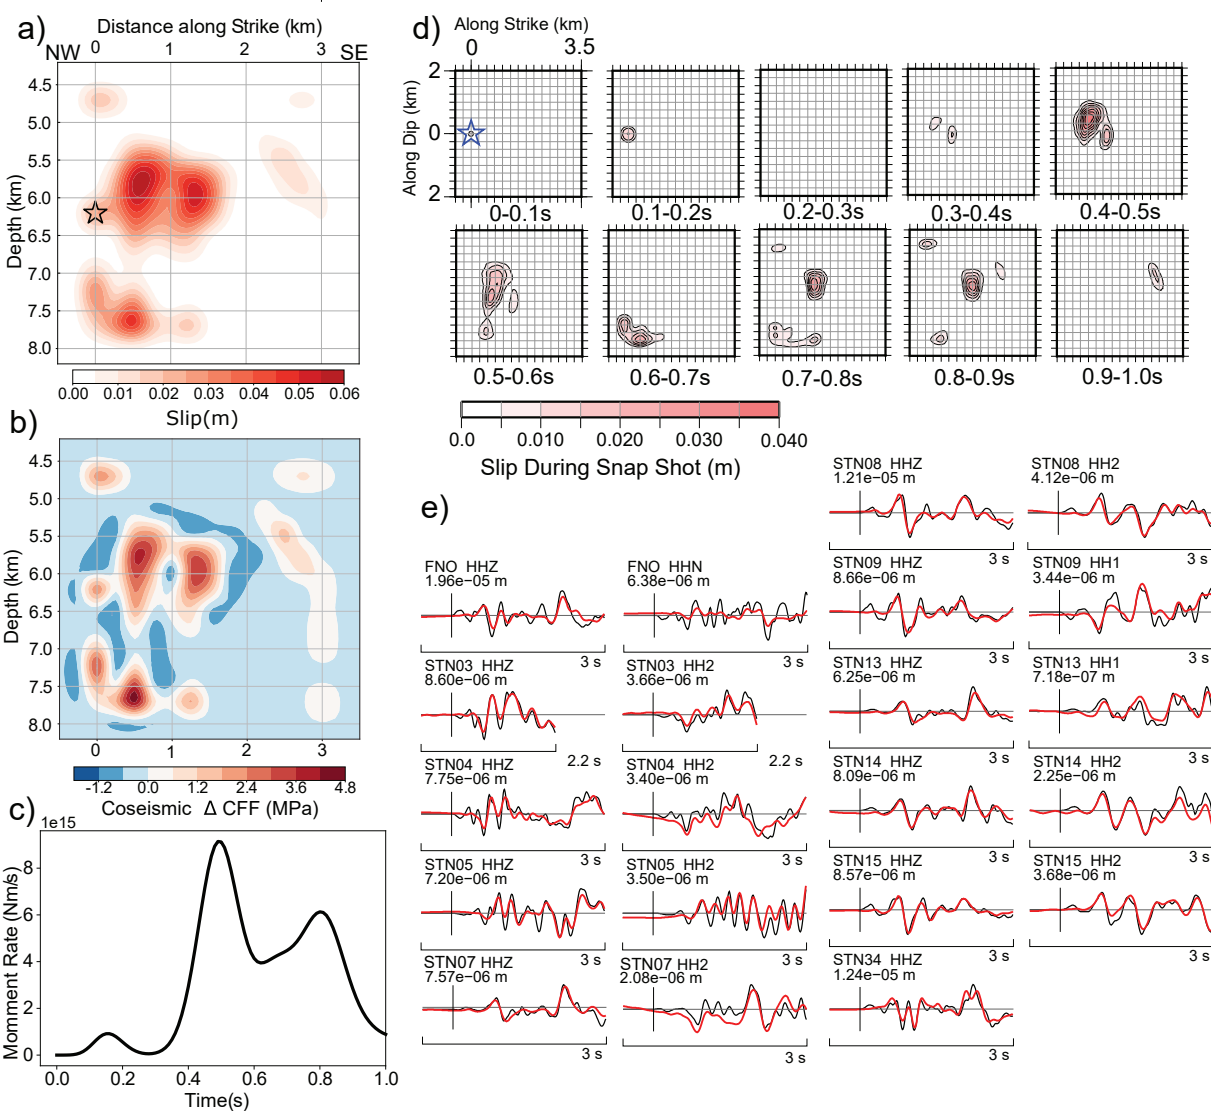 a)
Distance along Strike (km)
NW 0 1 2 3 SE
4.5
5.0
5.5
6.0
6.5
7.0
7.5
8.0
Depth (km)
0.00 0.01 0.02 0.03 0.04 0.05 0.06
Slip(m)
b)
4.5
5.0
5.5
6.0
6.5
7.0
7.5
8.0
Depth (km)
0 1 2 3
-1.2 0.0 1.2 2.4 3.6 4.8
Coseismic Δ CFF (MPa)
c)
1e15
8
6
4
2
0
Momment Rate (Nm/s)
0.0 0.2 0.4 0.6 0.8 1.0
Time(s)
d)
Along Strike (km)
0 3.5
2
0
2
Along Dip (km)
0-0.1s 0.1-0.2s 0.2-0.3s 0.3-0.4s 0.4-0.5s
0.5-0.6s 0.6-0.7s 0.7-0.8s 0.8-0.9s 0.9-1.0s
0.0 0.010 0.020 0.030 0.040
Slip During Snap Shot (m)
e)
FNO HHZ
1.96e−05 m
3 s
FNO HHN
6.38e−06 m
3 s
STN03 HHZ
8.60e−06 m
2.2 s
STN03 HH2
3.66e−06 m
2.2 s
STN04 HHZ
7.75e−06 m
3 s
STN04 HH2
3.40e−06 m
3 s
STN05 HHZ
7.20e−06 m
3 s
STN05 HH2
3.50e−06 m
3 s
STN07 HHZ
7.57e−06 m
3 s
STN07 HH2
2.08e−06 m
3 s
STN08 HHZ
1.21e−05 m
3 s
STN08 HH2
4.12e−06 m
3 s
STN09 HHZ
8.66e−06 m
3 s
STN09 HH1
3.44e−06 m
3 s
STN13 HHZ
6.25e−06 m
3 s
STN13 HH1
7.18e−07 m
3 s
STN14 HHZ
8.09e−06 m
3 s
STN14 HH2
2.25e−06 m
3 s
STN15 HHZ
8.57e−06 m
3 s
STN15 HH2
3.68e−06 m
3 s
STN34 HHZ
1.24e−05 m
3 s